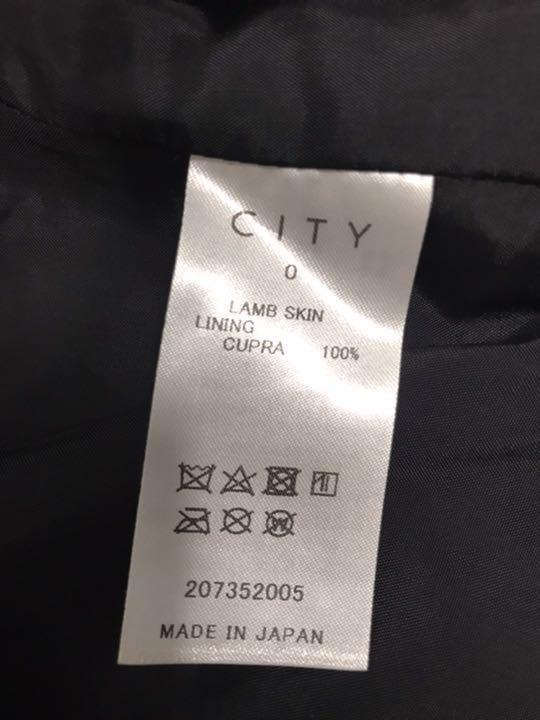 CITY
0
LAMB SKIN
LINING
CUPRA 100%
207352005
MADE IN JAPAN